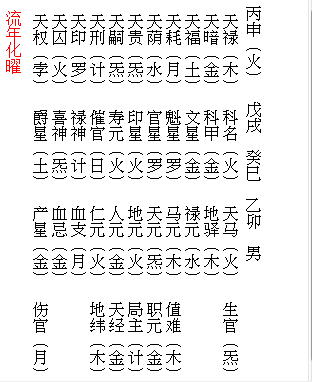 丙申（火） 戊戌 癸巳 乙卯 男
天禄（木） 科名（火） 天马（火） 生官（炁）
天暗（金） 科甲（金） 地驿（木）
天福（土） 文星（金） 禄元（水）
天耗（月） 魁星（罗） 马元（木） 值难（木）
天荫（水） 官星（罗） 天元（炁） 职元（金）
天贵（炁） 印星（火） 地元（火） 局主（计）
天嗣（炁） 寿元（火） 人元（金） 天经（金）
天刑（计） 催官（日） 仁元（火） 地纬（木）
天印（罗） 禄神（计） 血支（月）
天囚（火） 喜神（炁） 血忌（金）
天权（孛） 爵星（土） 产星（金） 伤官（月）
流年化曜